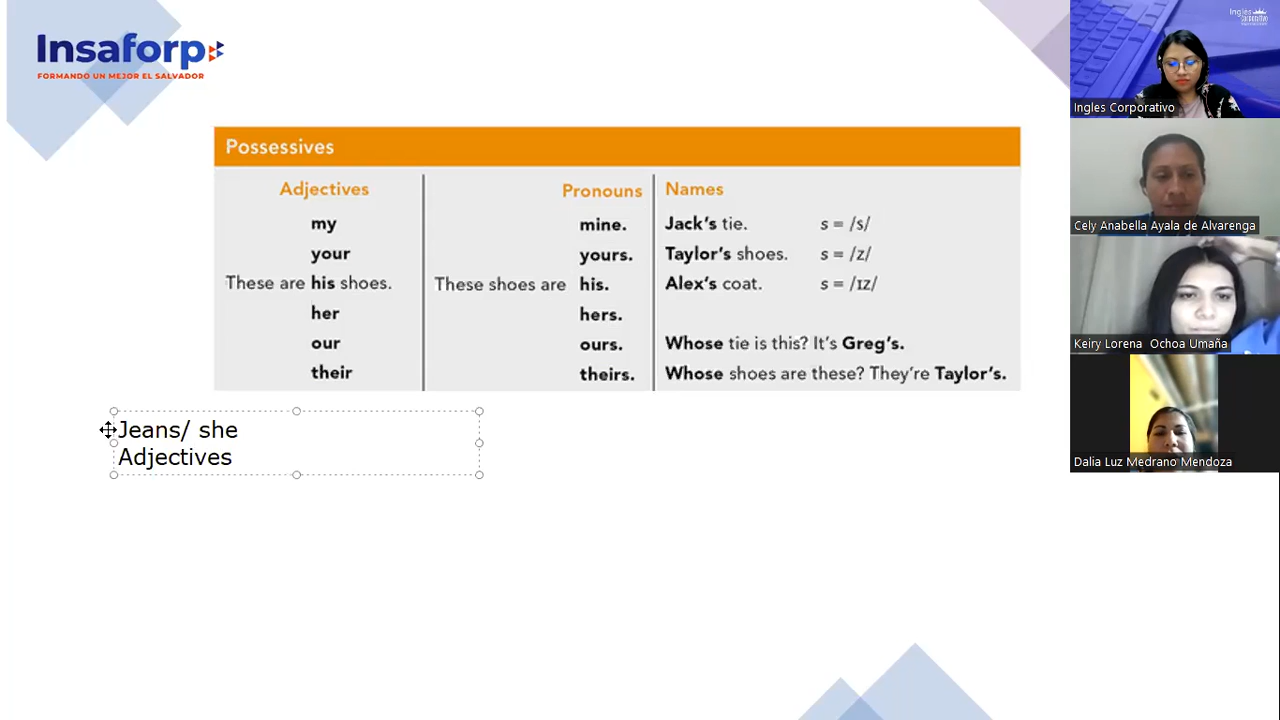 Insaforp
FORMANDO UN MEJOR EL SALVADOR
Possessives
Adjectives
my
your
These are his shoes.
her
our
their
Pronouns
mine.
yours.
These shoes are his.
hers.
ours.
theirs.
Names
Jack's tie. s = /s/
Taylor's shoes. s = /z/
Alex's coat. s = /ɪz/
Whose tie is this? It's Greg's.
Whose shoes are these? They're Taylor's.
Jeans/ she
Adjectives
Ingles Corporativo
Cely Anabella Ayala de Alvarenga
Keiry Lorena Ochoa Umaña
Dalia Luz Medrano Mendoza